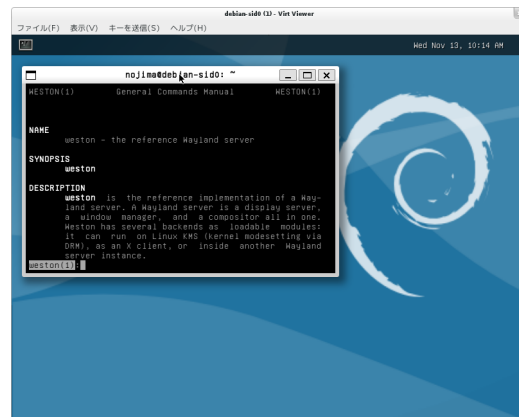 debian-sid0 (1) - Virt Viewer
ファイル(F) 表示(V) キーを送信(S) ヘルプ(H)
Wed Nov 13, 10:14 AM
nojima@debian-sid0: ~
WESTON(1) General Commands Manual WESTON(1)
NAME
weston – the reference Wayland server
SYNOPSIS
weston
DESCRIPTION
weston is the reference implementation of a Way-
land server. A Wayland server is a display server,
a window manager, and a compositor all in one.
Weston has several backends as loadable modules:
it can run on Linux KMS (kernel modesetting via
DRM), as an X client, or inside another Wayland
server instance.
weston(1):